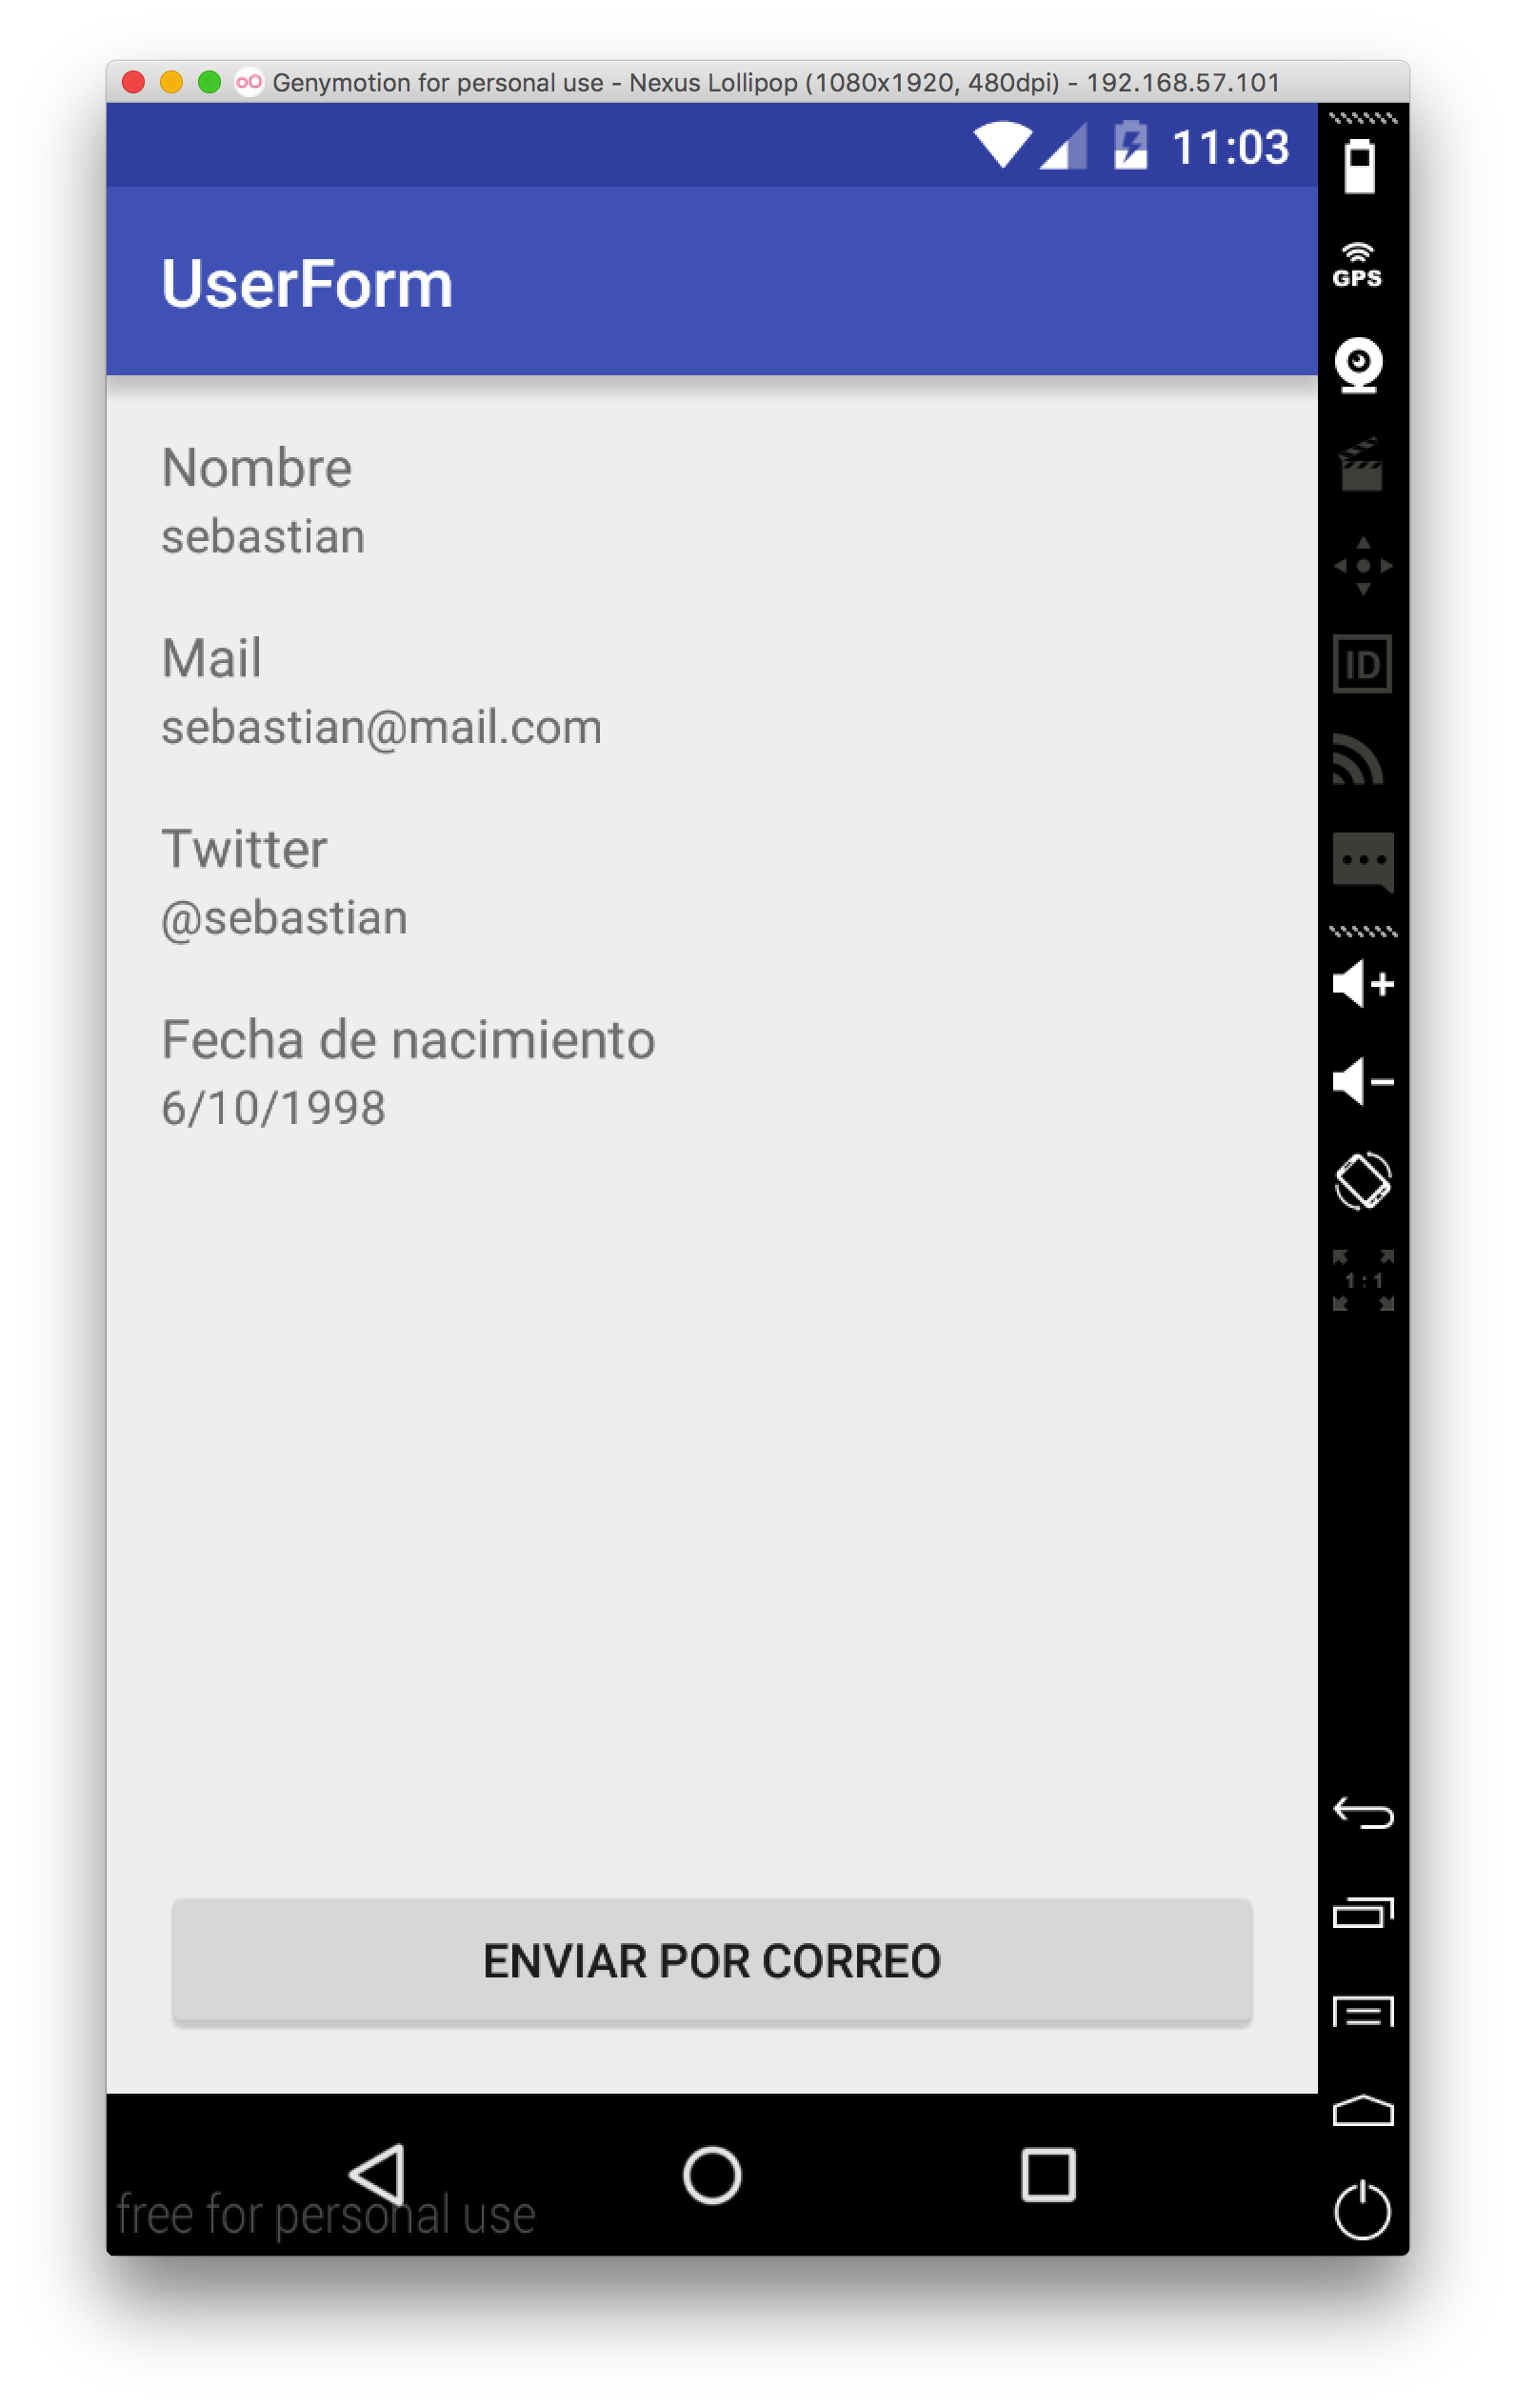 Genymotion for personal use - Nexus Lollipop (1080x1920, 480dpi) - 192.168.57.101
11:03
GPS
UserForm
Nombre
sebastian
Mail
sebastian@mail.com
ID
Twitter
@sebastian
Fecha de nacimiento
6/10/1998
1:1
ENVIAR POR CORREO
free for personal use